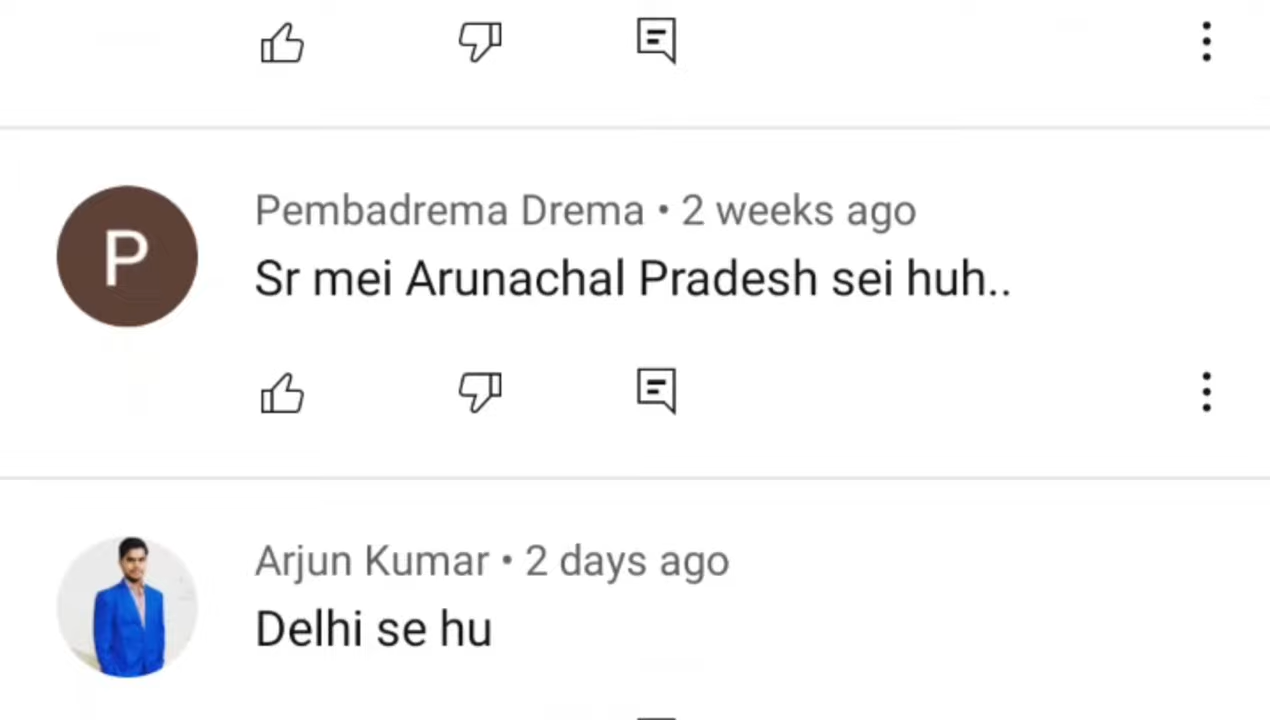 Pembadrema Drema • 2 weeks ago
P
Sr mei Arunachal Pradesh sei huh..
Arjun Kumar • 2 days ago
Delhi se hu